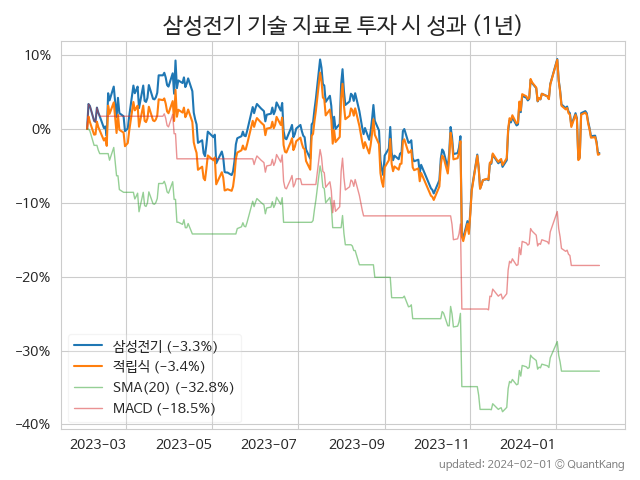 삼성전기 기술 지표로 투자 시 성과 (1년)
10%
0%
−10%
−20%
−30%
−40%
삼성전기 (−3.3%)
적립식 (−3.4%)
SMA(20) (−32.8%)
MACD (−18.5%)
2023-03 2023-05 2023-07 2023-09 2023-11 2024-01
updated: 2024-02-01 © QuantKang